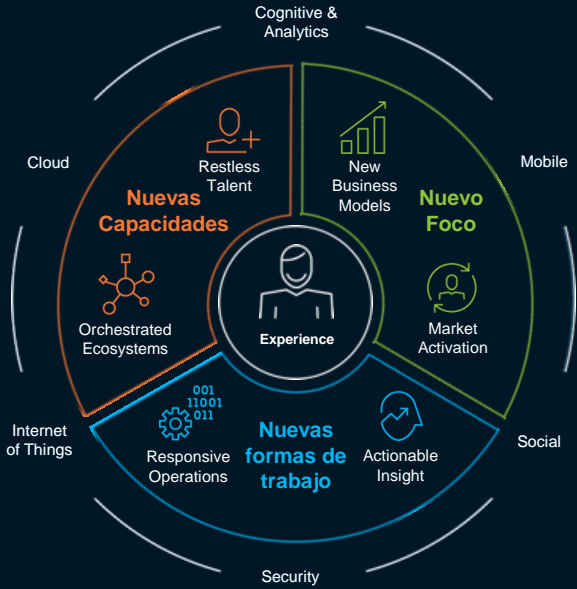 Cognitive &
Analytics
Cloud
Mobile
Restless
Talent
New
Business
Models
Nuevas
Capacidades
Nuevo
Foco
Orchestrated
Ecosystems
Experience
Market
Activation
001
11001
011
Internet
of Things
Responsive
Operations
Nuevas
formas de
trabajo
Actionable
Insight
Social
Security